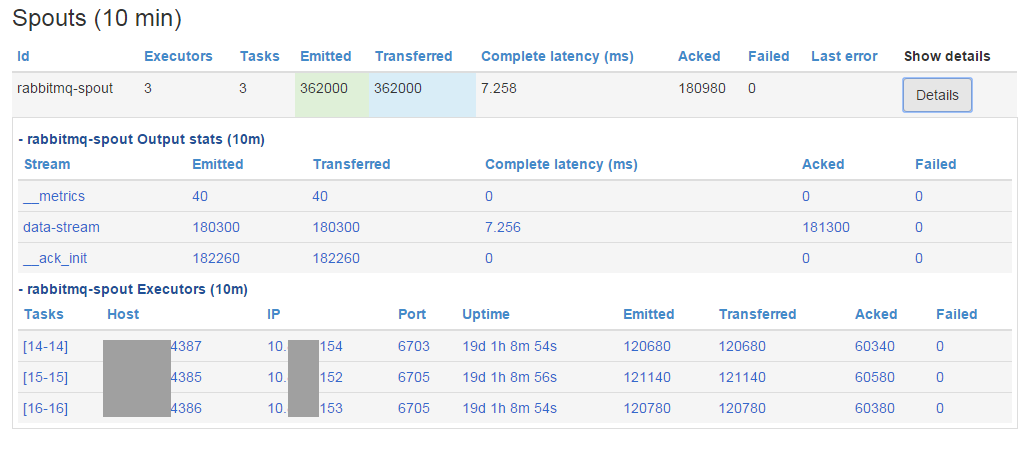 Spouts (10 min)
Id Executors Tasks Emitted Transferred Complete latency (ms) Acked Failed Last error Show details
rabbitmq-spout 3 3 362000 362000 7.258 180980 0 Details
- rabbitmq-spout Output stats (10m)
Stream Emitted Transferred Complete latency (ms) Acked Failed
__metrics 40 40 0 0 0
data-stream 180300 180300 7.256 181300 0
__ack_init 182260 182260 0 0 0
- rabbitmq-spout Executors (10m)
Tasks Host IP Port Uptime Emitted Transferred Acked Failed
[14-14] 4387 10. 154 6703 19d 1h 8m 54s 120680 120680 60340 0
[15-15] 4385 10. 152 6705 19d 1h 8m 56s 121140 121140 60580 0
[16-16] 4386 10. 153 6705 19d 1h 8m 54s 120780 120780 60380 0